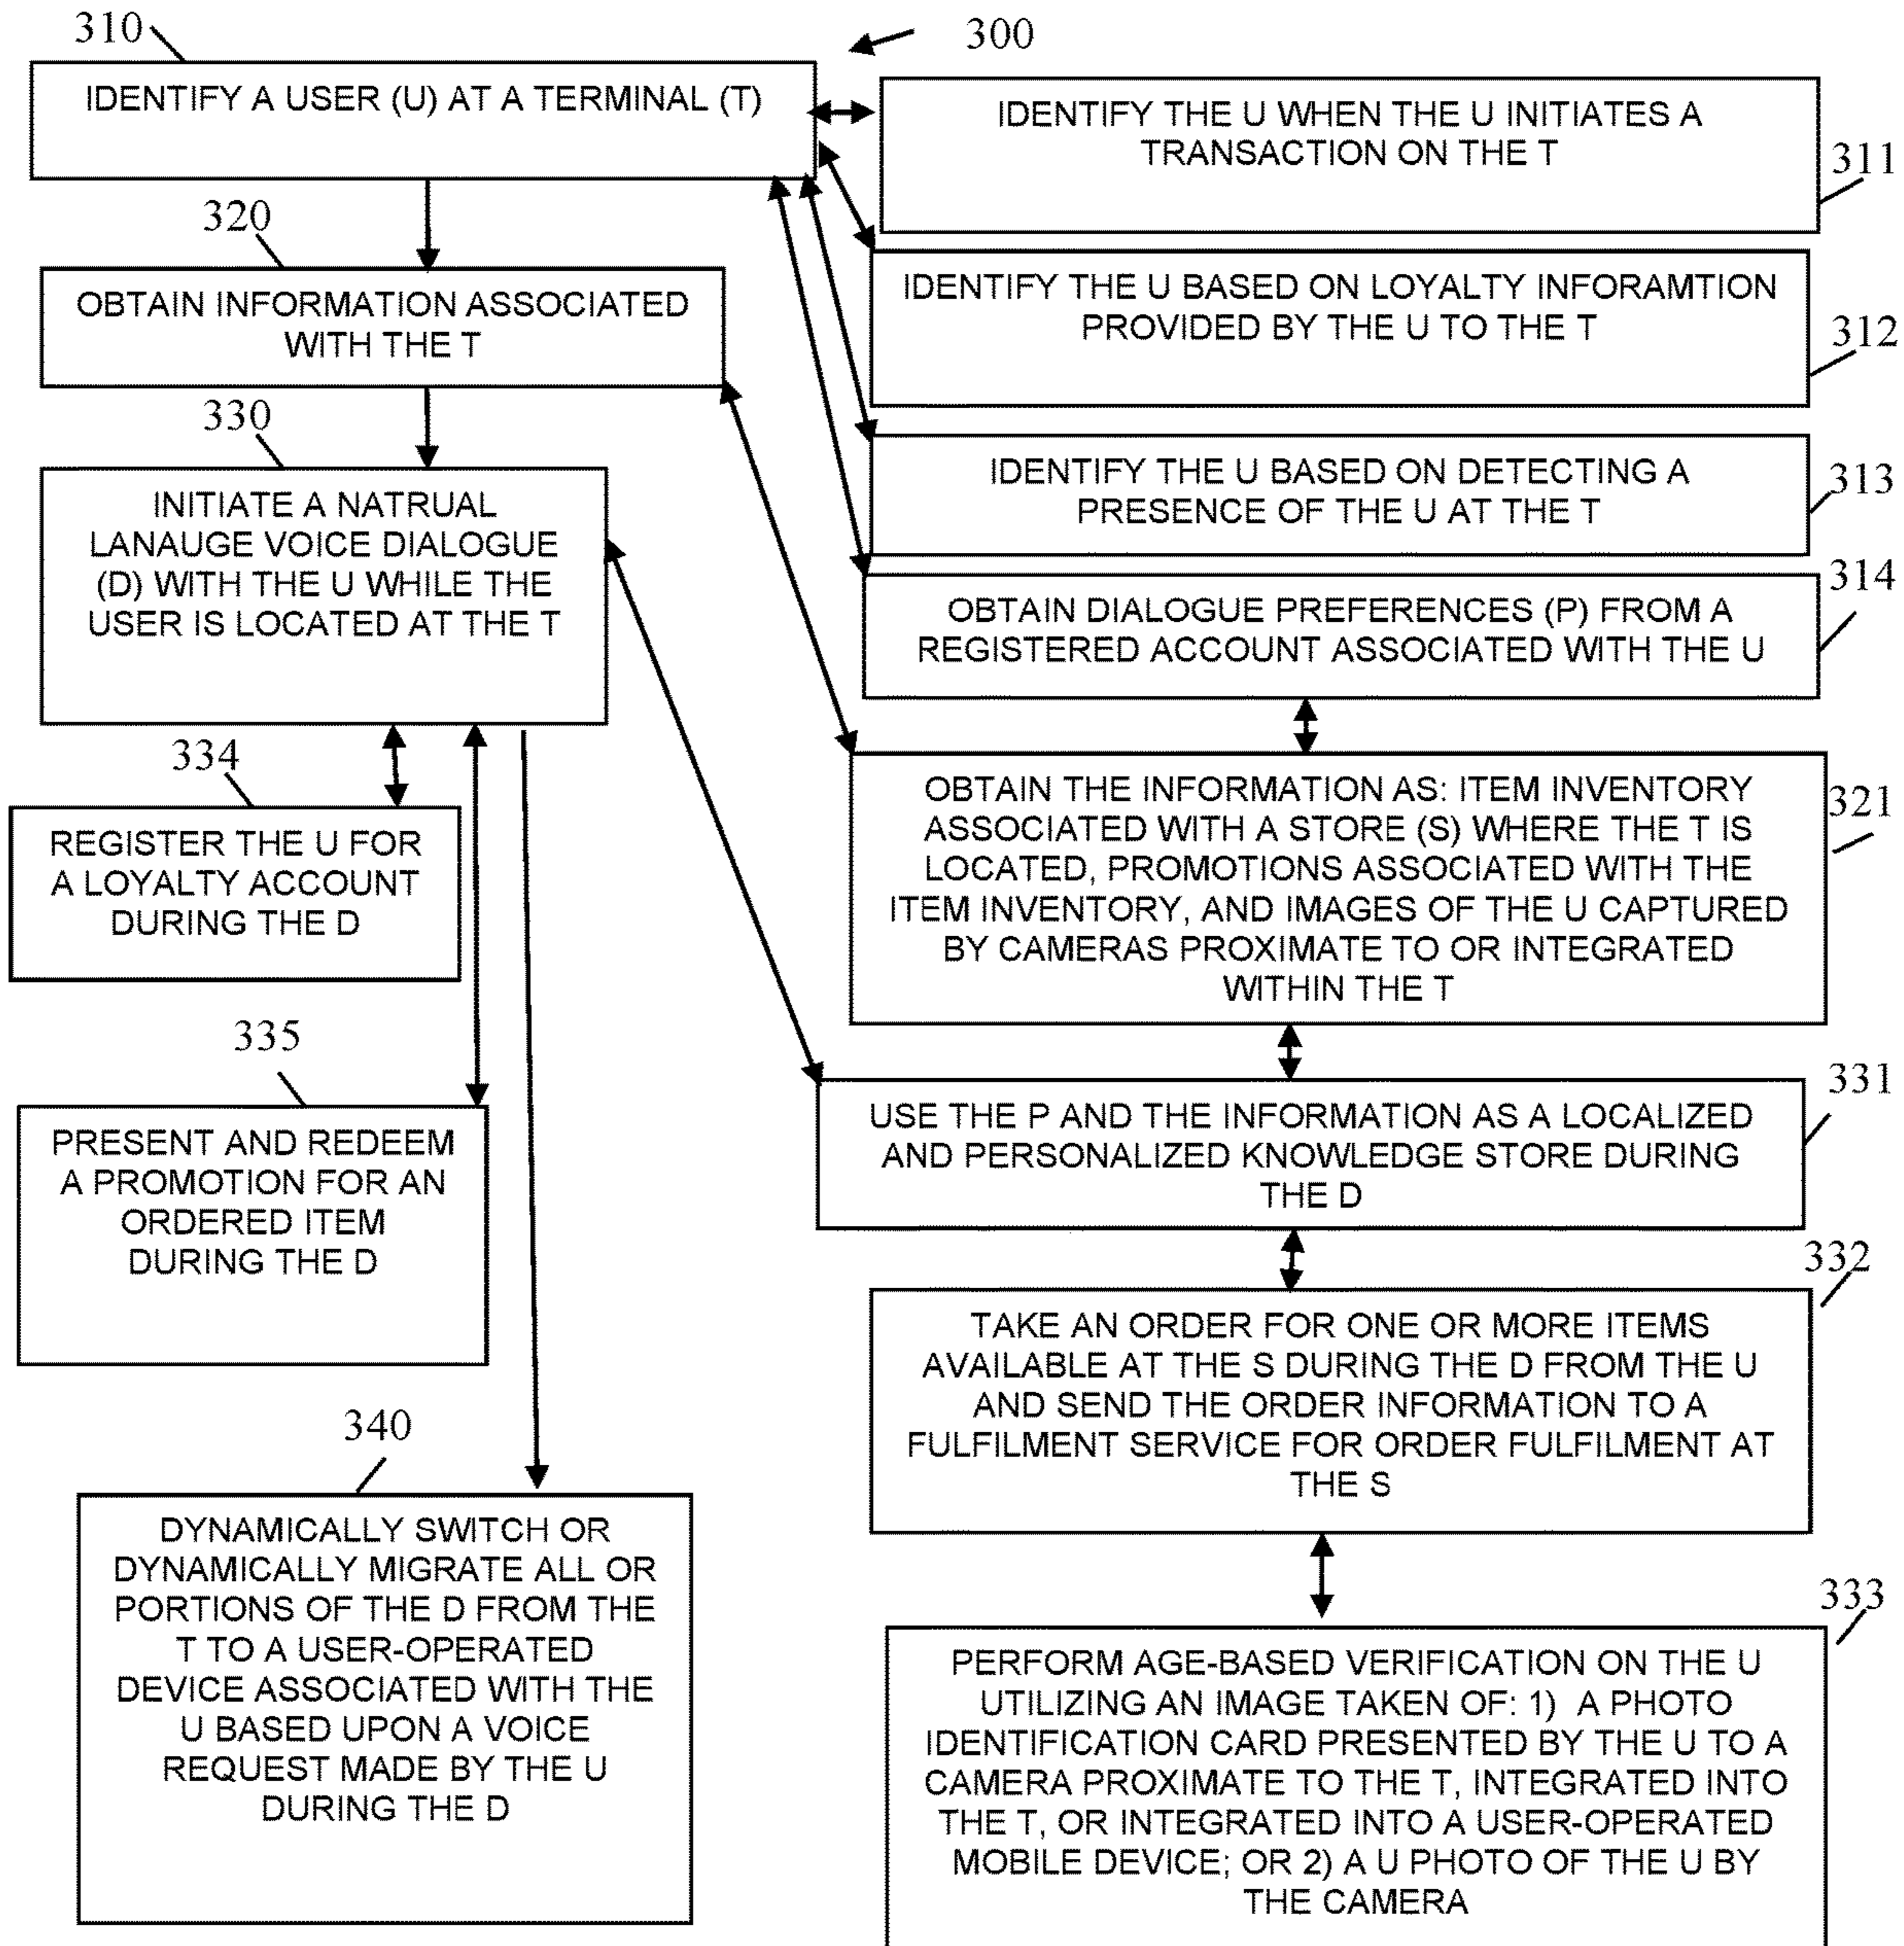 310
300
IDENTIFY A USER (U) AT A TERMINAL (T)
IDENTIFY THE U WHEN THE U INITIATES A
TRANSACTION ON THE T
311
320
OBTAIN INFORMATION ASSOCIATED
WITH THE T
IDENTIFY THE U BASED ON LOYALTY INFORAMTION
PROVIDED BY THE U TO THE T
312
330
INITIATE A NATRUAL
LANAUGE VOICE DIALOGUE
(D) WITH THE U WHILE THE
USER IS LOCATED AT THE T
IDENTIFY THE U BASED ON DETECTING A
PRESENCE OF THE U AT THE T
313
314
OBTAIN DIALOGUE PREFERENCES (P) FROM A
REGISTERED ACCOUNT ASSOCIATED WITH THE U
334
REGISTER THE U FOR
A LOYALTY ACCOUNT
DURING THE D
OBTAIN THE INFORMATION AS: ITEM INVENTORY
ASSOCIATED WITH A STORE (S) WHERE THE T IS
LOCATED, PROMOTIONS ASSOCIATED WITH THE
ITEM INVENTORY, AND IMAGES OF THE U CAPTURED
BY CAMERAS PROXIMATE TO OR INTEGRATED
WITHIN THE T
321
335
PRESENT AND REDEEM
A PROMOTION FOR AN
ORDERED ITEM
DURING THE D
331
USE THE P AND THE INFORMATION AS A LOCALIZED
AND PERSONALIZED KNOWLEDGE STORE DURING
THE D
332
TAKE AN ORDER FOR ONE OR MORE ITEMS
AVAILABLE AT THE S DURING THE D FROM THE U
AND SEND THE ORDER INFORMATION TO A
FULFILMENT SERVICE FOR ORDER FULFILMENT AT
THE S
340
DYNAMICALLY SWITCH OR
DYNAMICALLY MIGRATE ALL OR
PORTIONS OF THE D FROM THE
T TO A USER-OPERATED
DEVICE ASSOCIATED WITH THE
U BASED UPON A VOICE
REQUEST MADE BY THE U
DURING THE D
333
PERFORM AGE-BASED VERIFICATION ON THE U
UTILIZING AN IMAGE TAKEN OF: 1) A PHOTO
IDENTIFICATION CARD PRESENTED BY THE U TO A
CAMERA PROXIMATE TO THE T, INTEGRATED INTO
THE T, OR INTEGRATED INTO A USER-OPERATED
MOBILE DEVICE; OR 2) A U PHOTO OF THE U BY
THE CAMERA